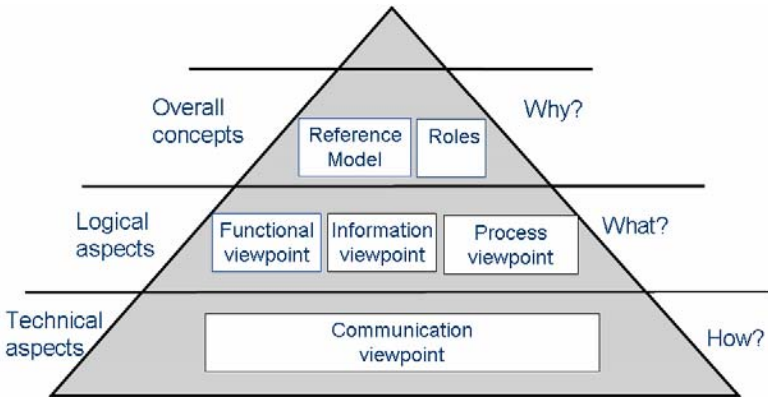 Overall
concepts
Reference
Model
Roles
Why?
Logical
aspects
Functional
viewpoint
Information
viewpoint
Process
viewpoint
What?
Technical
aspects
Communication
viewpoint
How?